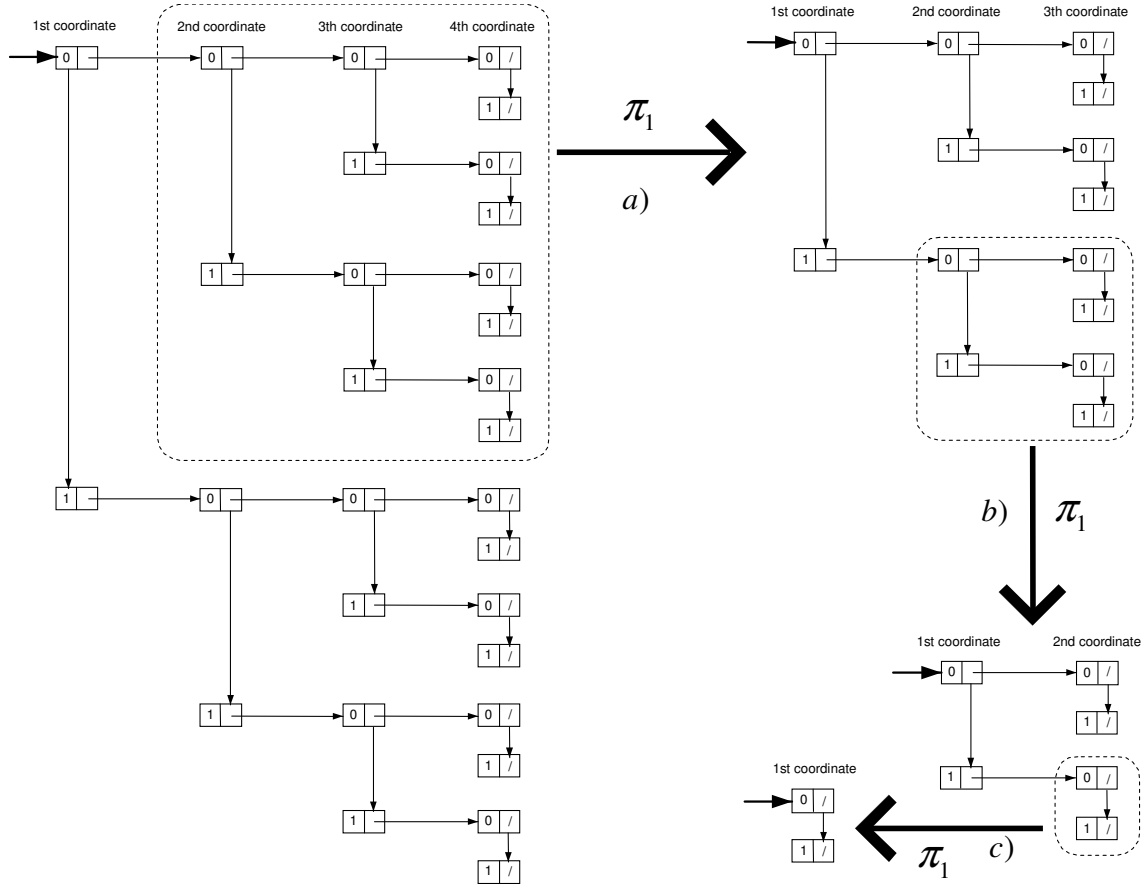 1st coordinate 2nd coordinate 3th coordinate 4th coordinate
0 0 0 0 /
1 /
1 0 /
1 /
1 0 0 /
1 /
1 0 /
1 /
1 0 0 0 /
1 /
1 0 /
1 /
1 0 0 /
1 /
1 0 /
1 /
π₁
a)
1st coordinate 2nd coordinate 3th coordinate
0 0 0 /
1 /
1 0 /
1 /
1 0 0 /
1 /
1 0 /
1 /
b) π₁
1st coordinate 2nd coordinate
0 0 /
1 /
1 0 /
1 /
π₁ c)
1st coordinate
0 /
1 /